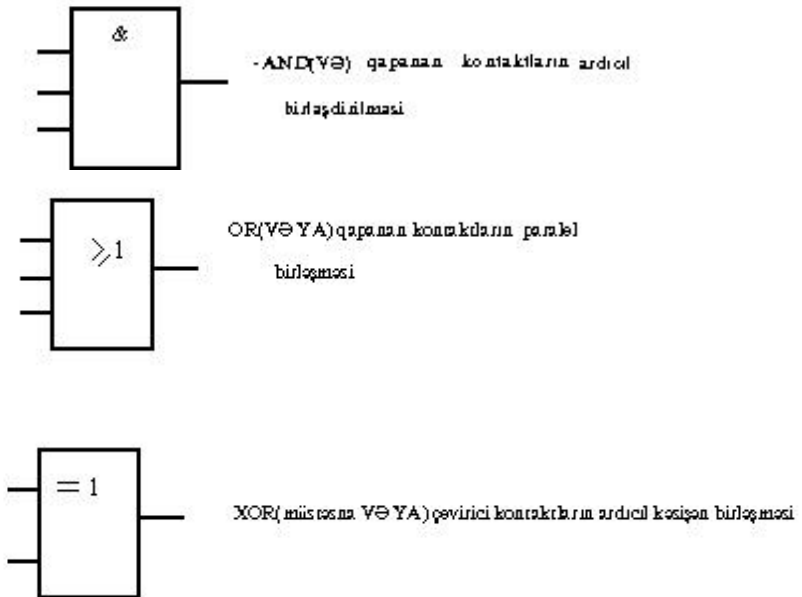 &
- AND(VƏ) qapanan kontaktların ardıcıl
birləşdirilməsi
⩾1
OR(VƏ YA) qapanan kontaktların paralel
birləşməsi
= 1
XOR(müstəsna VƏ YA) çevirici kontaktların ardıcıl kəsişən birləşməsi